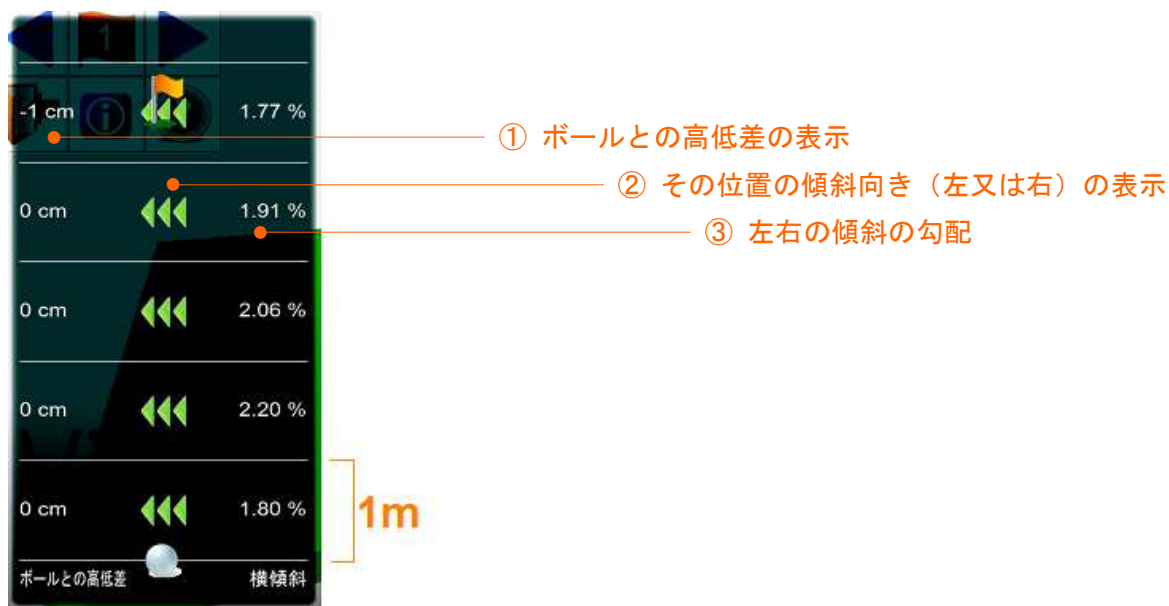 1
-1 cm 1.77 %
① ボールとの高低差の表示
② その位置の傾斜向き（左又は右）の表示
0 cm 1.91 %
③ 左右の傾斜の勾配
0 cm 2.06 %
0 cm 2.20 %
0 cm 1.80 %
1m
ボールとの高低差 横傾斜